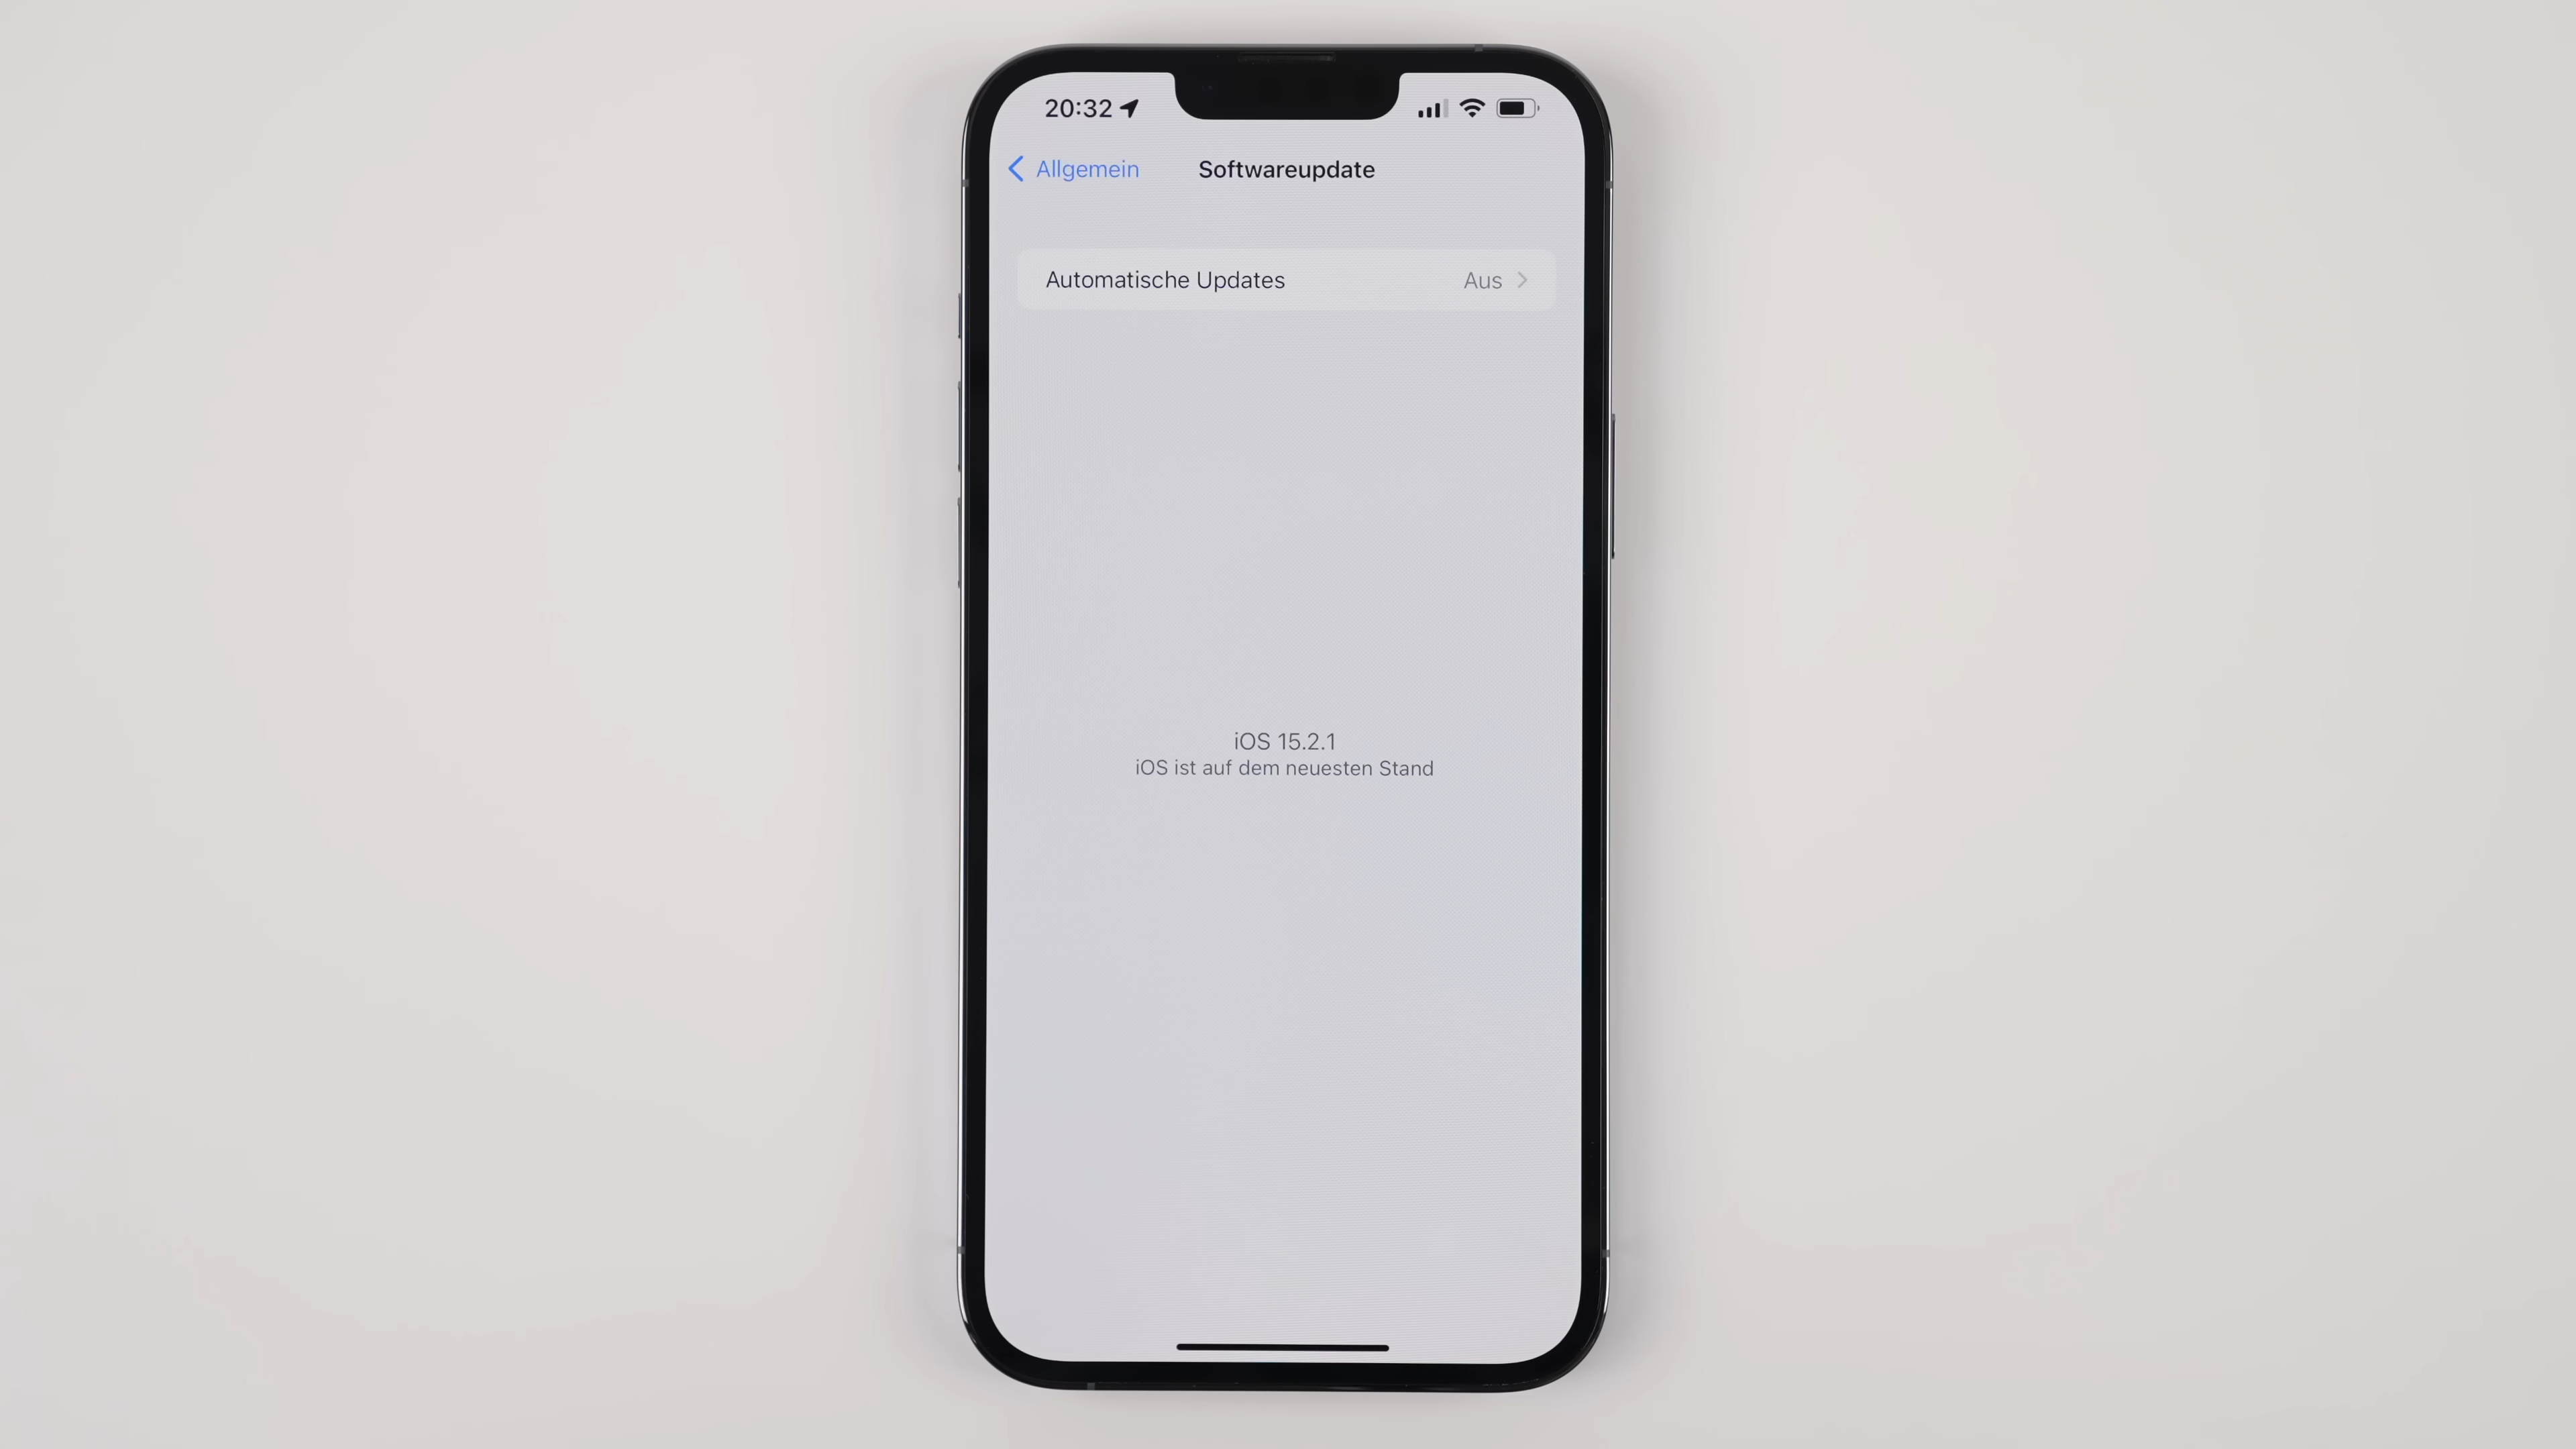 20:32
Allgemein
Softwareupdate
Automatische Updates Aus
iOS 15.2.1
iOS ist auf dem neuesten Stand